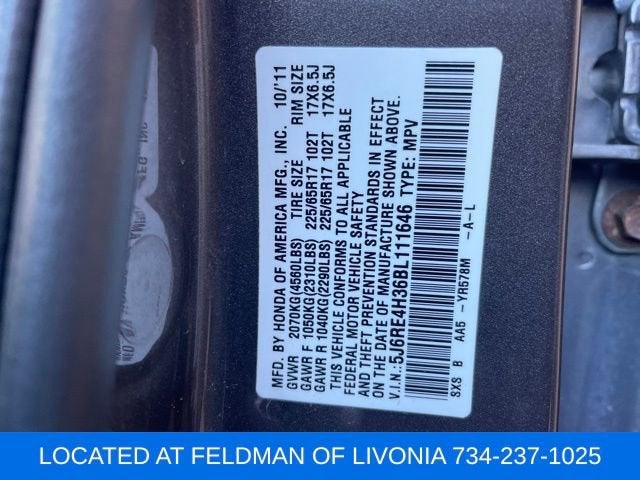 MFD. BY HONDA OF AMERICA MFG., INC. 10/'11
GVWR 2070KG(4560LBS) TIRE SIZE RIM SIZE
GAWR F 1050KG(2310LBS) 225/65R17 102T 17X6.5J
GAWR R 1040KG(2290LBS) 225/65R17 102T 17X6.5J
THIS VEHICLE CONFORMS TO ALL APPLICABLE
FEDERAL MOTOR VEHICLE SAFETY
AND THEFT PREVENTION STANDARDS IN EFFECT
ON THE DATE OF MANUFACTURE SHOWN ABOVE.
V.I.N.: 5J6RE4H36BL111646 TYPE: MPV
SXS B AA5 -YR578M -A-L
LOCATED AT FELDMAN OF LIVONIA 734-237-1025